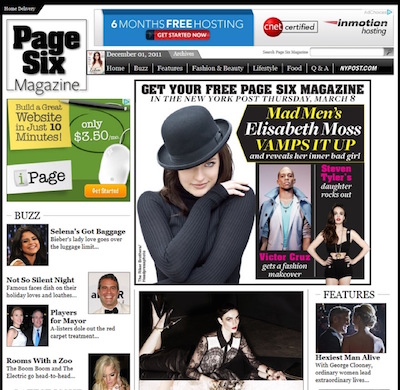 Home Delivery
6 MONTHS FREE HOSTING
GET STARTED NOW
cnet certified
inmotion
hosting
AdChoices
Page
Six
Magazine
December 01, 2011
Archives
Search Page Six Magazine
Home
Buzz
Features
Fashion & Beauty
Lifestyle
Food
Q & A
NYPOST.COM
Build a Great
Website
in Just 10
Minutes!
only
$3.50/mo.
iPage
Get Started
GET YOUR FREE PAGE SIX MAGAZINE
IN THE NEW YORK POST THURSDAY, MARCH 8
Mad Men's
Elisabeth Moss
VAMPS IT UP
and reveals her inner bad girl
Steven
Tyler's
daughter
rocks out
Victor Cruz
gets a fashion
makeover
BUZZ
Selena's Got Baggage
Bieber's lady love goes over
the luggage limit...
Not So Silent Night
Famous faces dish on their
holiday loves and loathes...
Players
for Mayor
A-listers dole out the red
carpet treatment...
Rooms With a Zoo
The Boom Boom and The
Electric go head-to-head...
FEATURES
Hexiest Man Alive
With George Clooney,
ordinary women lead
extraordinary lives...